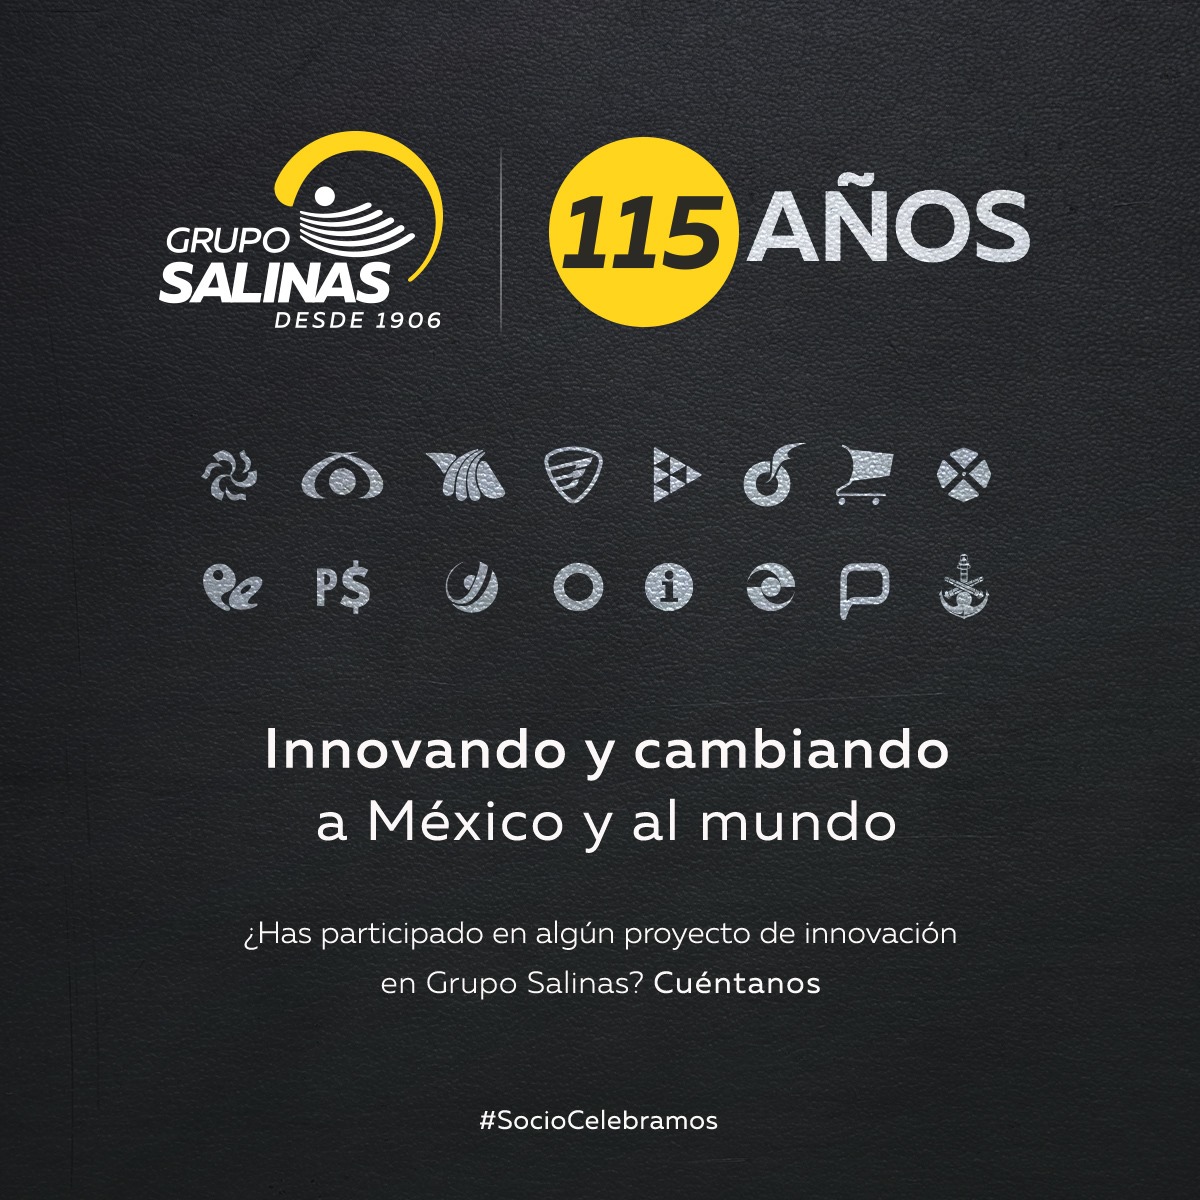 GRUPO
SALINAS
DESDE 1906
115 AÑOS
P$
i
Innovando y cambiando
a México y al mundo
¿Has participado en algún proyecto de innovación
en Grupo Salinas? Cuéntanos
#SocioCelebramos